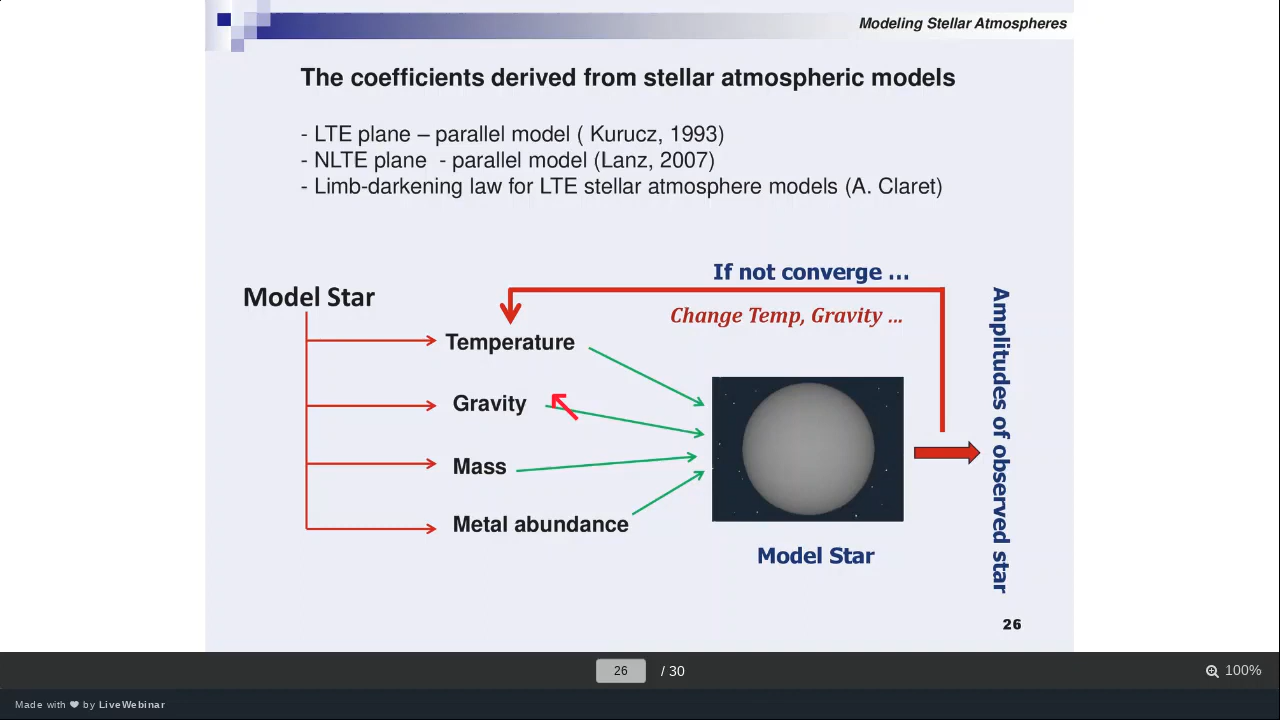 Modeling Stellar Atmospheres
The coefficients derived from stellar atmospheric models
- LTE plane – parallel model ( Kurucz, 1993)
- NLTE plane - parallel model (Lanz, 2007)
- Limb-darkening law for LTE stellar atmosphere models (A. Claret)
If not converge ...
Model Star
Change Temp, Gravity ...
Temperature
Gravity
Mass
Metal abundance
Model Star
Amplitudes of observed star
26
26 / 30
100%
Made with ❤ by LiveWebinar